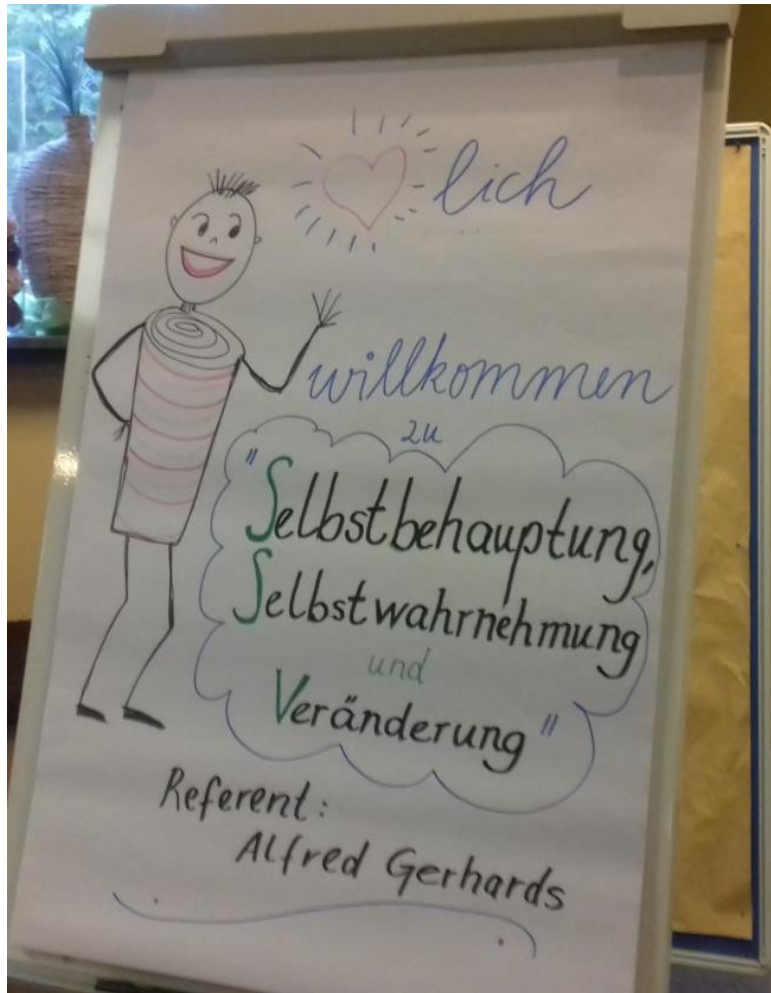 lich
willkommen
zu
"Selbstbehauptung,
Selbstwahrnehmung
und
Veränderung"
Referent:
Alfred Gerhards